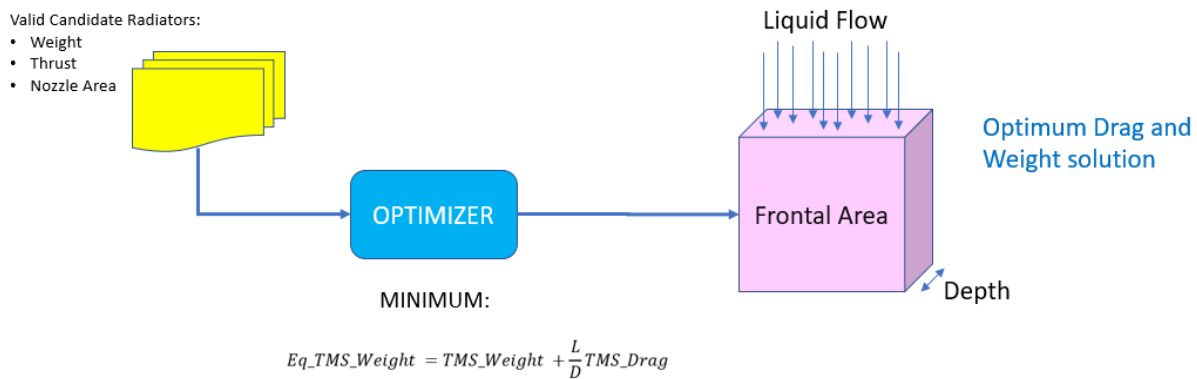 Valid Candidate Radiators:
• Weight
• Thrust
• Nozzle Area
Liquid Flow
Optimum Drag and
Weight solution
OPTIMIZER
Frontal Area
Depth
MINIMUM:
Eq_TMS_Weight = TMS_Weight + L/D TMS_Drag